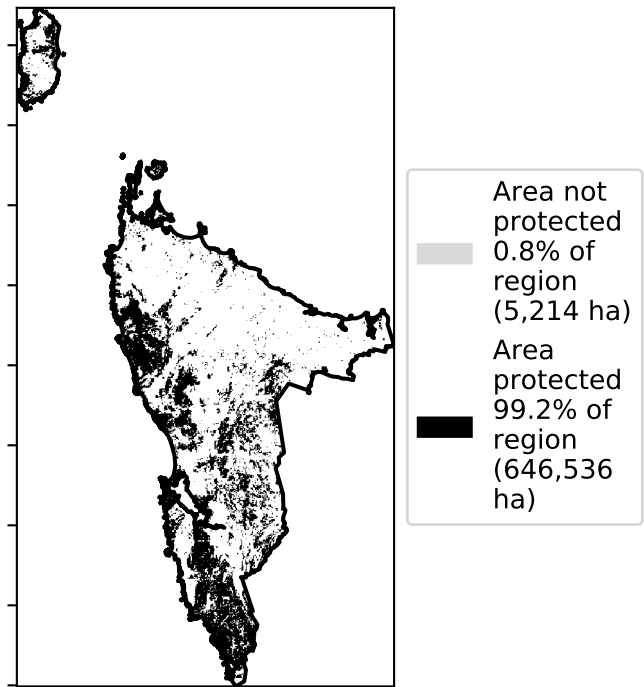 Area not
protected
0.8% of
region
(5,214 ha)
Area
protected
99.2% of
region
(646,536
ha)